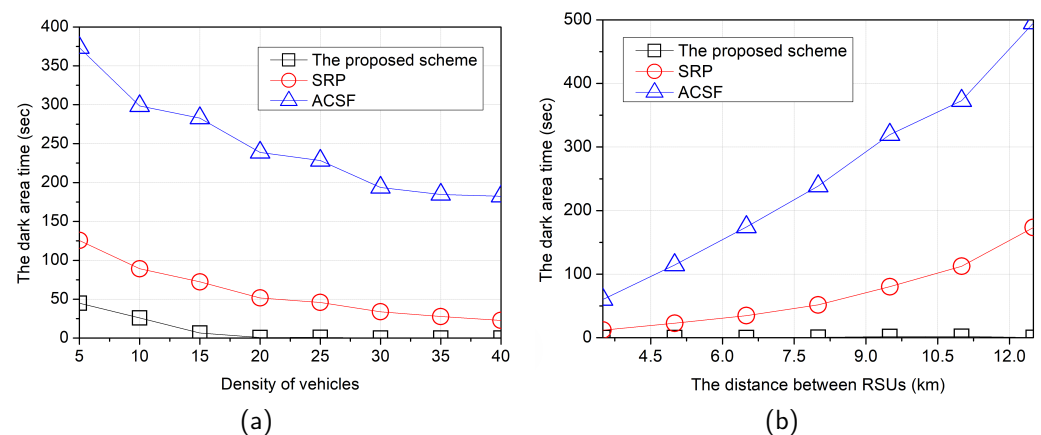 400
350
300
250
200
150
100
50
0
The dark area time (sec)
The proposed scheme
SRP
ACSF
5 10 15 20 25 30 35 40
Density of vehicles
(a)
500
400
300
200
100
0
The dark area time (sec)
The proposed scheme
SRP
ACSF
4.5 6.0 7.5 9.0 10.5 12.0
The distance between RSUs (km)
(b)